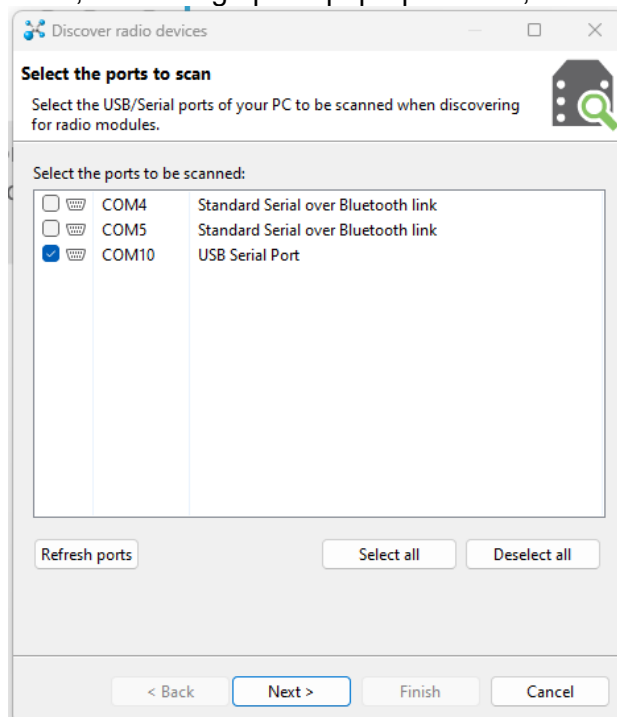 Discover radio devices
Select the ports to scan
Select the USB/Serial ports of your PC to be scanned when discovering
for radio modules.
Select the ports to be scanned:
COM4 Standard Serial over Bluetooth link
COM5 Standard Serial over Bluetooth link
COM10 USB Serial Port
Refresh ports Select all Deselect all
< Back Next > Finish Cancel